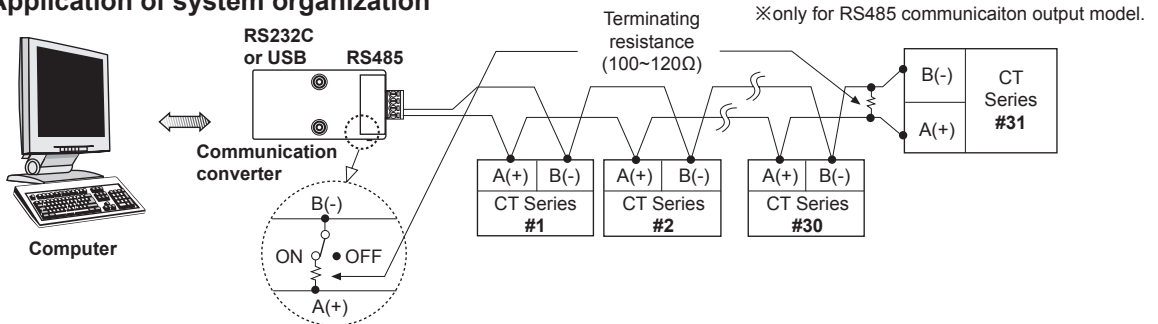 Application of system organization
※only for RS485 communicaiton output model.
RS232C
or USB
RS485
Terminating
resistance
(100~120Ω)
Communication
converter
Computer
B(-)
ON
OFF
A(+)
A(+) B(-)
CT Series
#1
A(+) B(-)
CT Series
#2
A(+) B(-)
CT Series
#30
B(-)
A(+)
CT
Series
#31